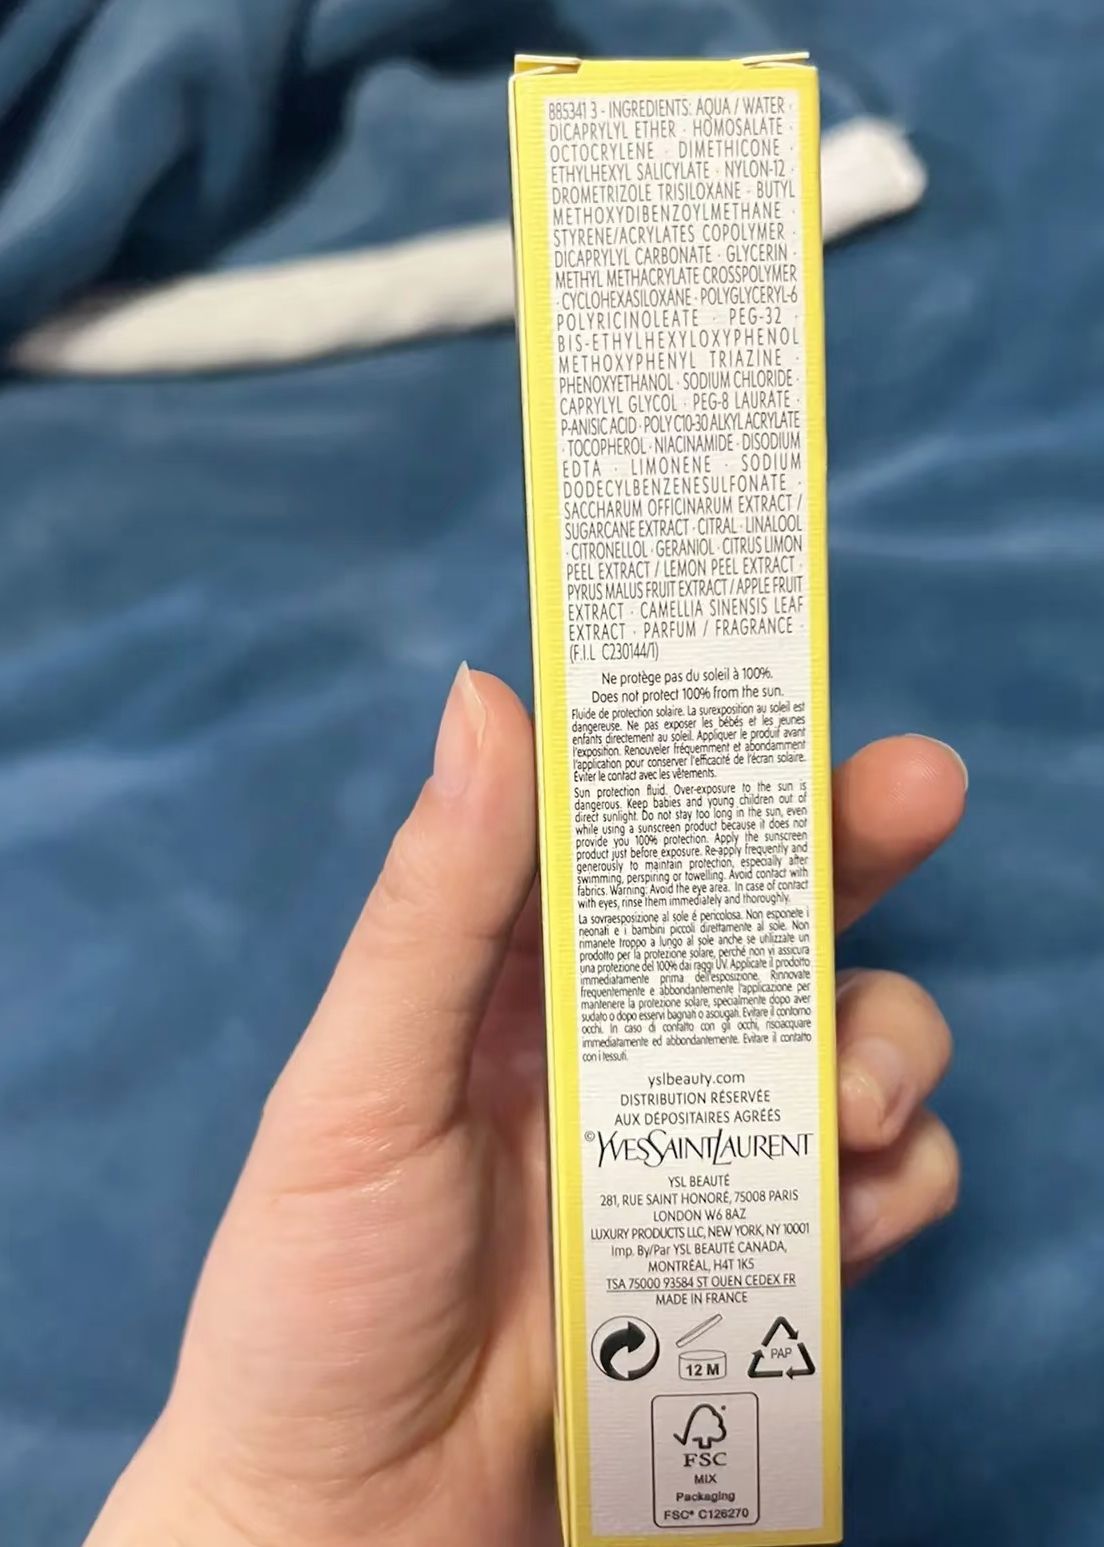 885341 3 - INGREDIENTS: AQUA / WATER ·
DICAPRYLYL ETHER · HOMOSALATE ·
OCTOCRYLENE · DIMETHICONE ·
ETHYLHEXYL SALICYLATE · NYLON-12 ·
DROMETRIZOLE TRISILOXANE · BUTYL
METHOXYDIBENZOYLMETHANE ·
STYRENE/ACRYLATES COPOLYMER ·
DICAPRYLYL CARBONATE · GLYCERIN ·
METHYL METHACRYLATE CROSSPOLYMER
· CYCLOHEXASILOXANE · POLYGLYCERYL-6
POLYRICINOLEATE · PEG-32 ·
BIS-ETHYLHEXYLOXYPHENOL
METHOXYPHENYL TRIAZINE ·
PHENOXYETHANOL · SODIUM CHLORIDE ·
CAPRYLYL GLYCOL · PEG-8 LAURATE ·
P-ANISIC ACID · POLY C10-30 ALKYL ACRYLATE
· TOCOPHEROL · NIACINAMIDE · DISODIUM
EDTA · LIMONENE · SODIUM
DODECYLBENZENESULFONATE ·
SACCHARUM OFFICINARUM EXTRACT /
SUGARCANE EXTRACT · CITRAL · LINALOOL
· CITRONELLOL · GERANIOL · CITRUS LIMON
PEEL EXTRACT / LEMON PEEL EXTRACT ·
PYRUS MALUS FRUIT EXTRACT / APPLE FRUIT
EXTRACT · CAMELLIA SINENSIS LEAF
EXTRACT · PARFUM / FRAGRANCE ·
(F.I.L C230144/1)
Ne protège pas du soleil à 100%.
Does not protect 100% from the sun.
Fluide de protection solaire. La surexposition au soleil est
dangereuse. Ne pas exposer les bébés et les jeunes
enfants directement au soleil. Appliquer le produit avant
l'exposition. Renouveler fréquemment et abondamment
l'application pour conserver l'efficacité de l'écran solaire.
Éviter le contact avec les vêtements.
Sun protection fluid. Over-exposure to the sun is
dangerous. Keep babies and young children out of
direct sunlight. Do not stay too long in the sun, even
while using a sunscreen product because it does not
provide you 100% protection. Apply the sunscreen
product just before exposure. Re-apply frequently and
generously to maintain protection, especially after
swimming, perspiring or towelling. Avoid contact with
fabrics. Warning: Avoid the eye area. In case of contact
with eyes, rinse them immediately and thoroughly.
La sovraesposizione al sole é pericolosa. Non esponete i
neonati e i bambini piccoli direttamente al sole. Non
rimanete troppo a lungo al sole anche se utilizzate un
prodotto per la protezione solare, perché non vi assicura
una protezione del 100% dai raggi UV. Applicate il prodotto
immediatamente prima dell'esposizione. Rinnovate
frequentemente e abbondantemente l'applicazione per
mantenere la protezione solare, specialmente dopo aver
sudato o dopo esservi bagnati o asciugati. Evitare il contorno
occhi. In caso di contatto con gli occhi, risciacquare
immediatamente ed abbondantemente. Evitare il contatto
con i tessuti.
yslbeauty.com
DISTRIBUTION RÉSERVÉE
AUX DÉPOSITAIRES AGRÉÉS
©YVESSAINTLAURENT
YSL BEAUTÉ
281, RUE SAINT HONORÉ, 75008 PARIS
LONDON W6 8AZ
LUXURY PRODUCTS LLC, NEW YORK, NY 10001
Imp. By/Par YSL BEAUTÉ CANADA,
MONTRÉAL, H4T 1K5
TSA 75000 93584 ST OUEN CEDEX FR
MADE IN FRANCE
12 M
PAP
FSC
MIX
Packaging
FSC® C126270